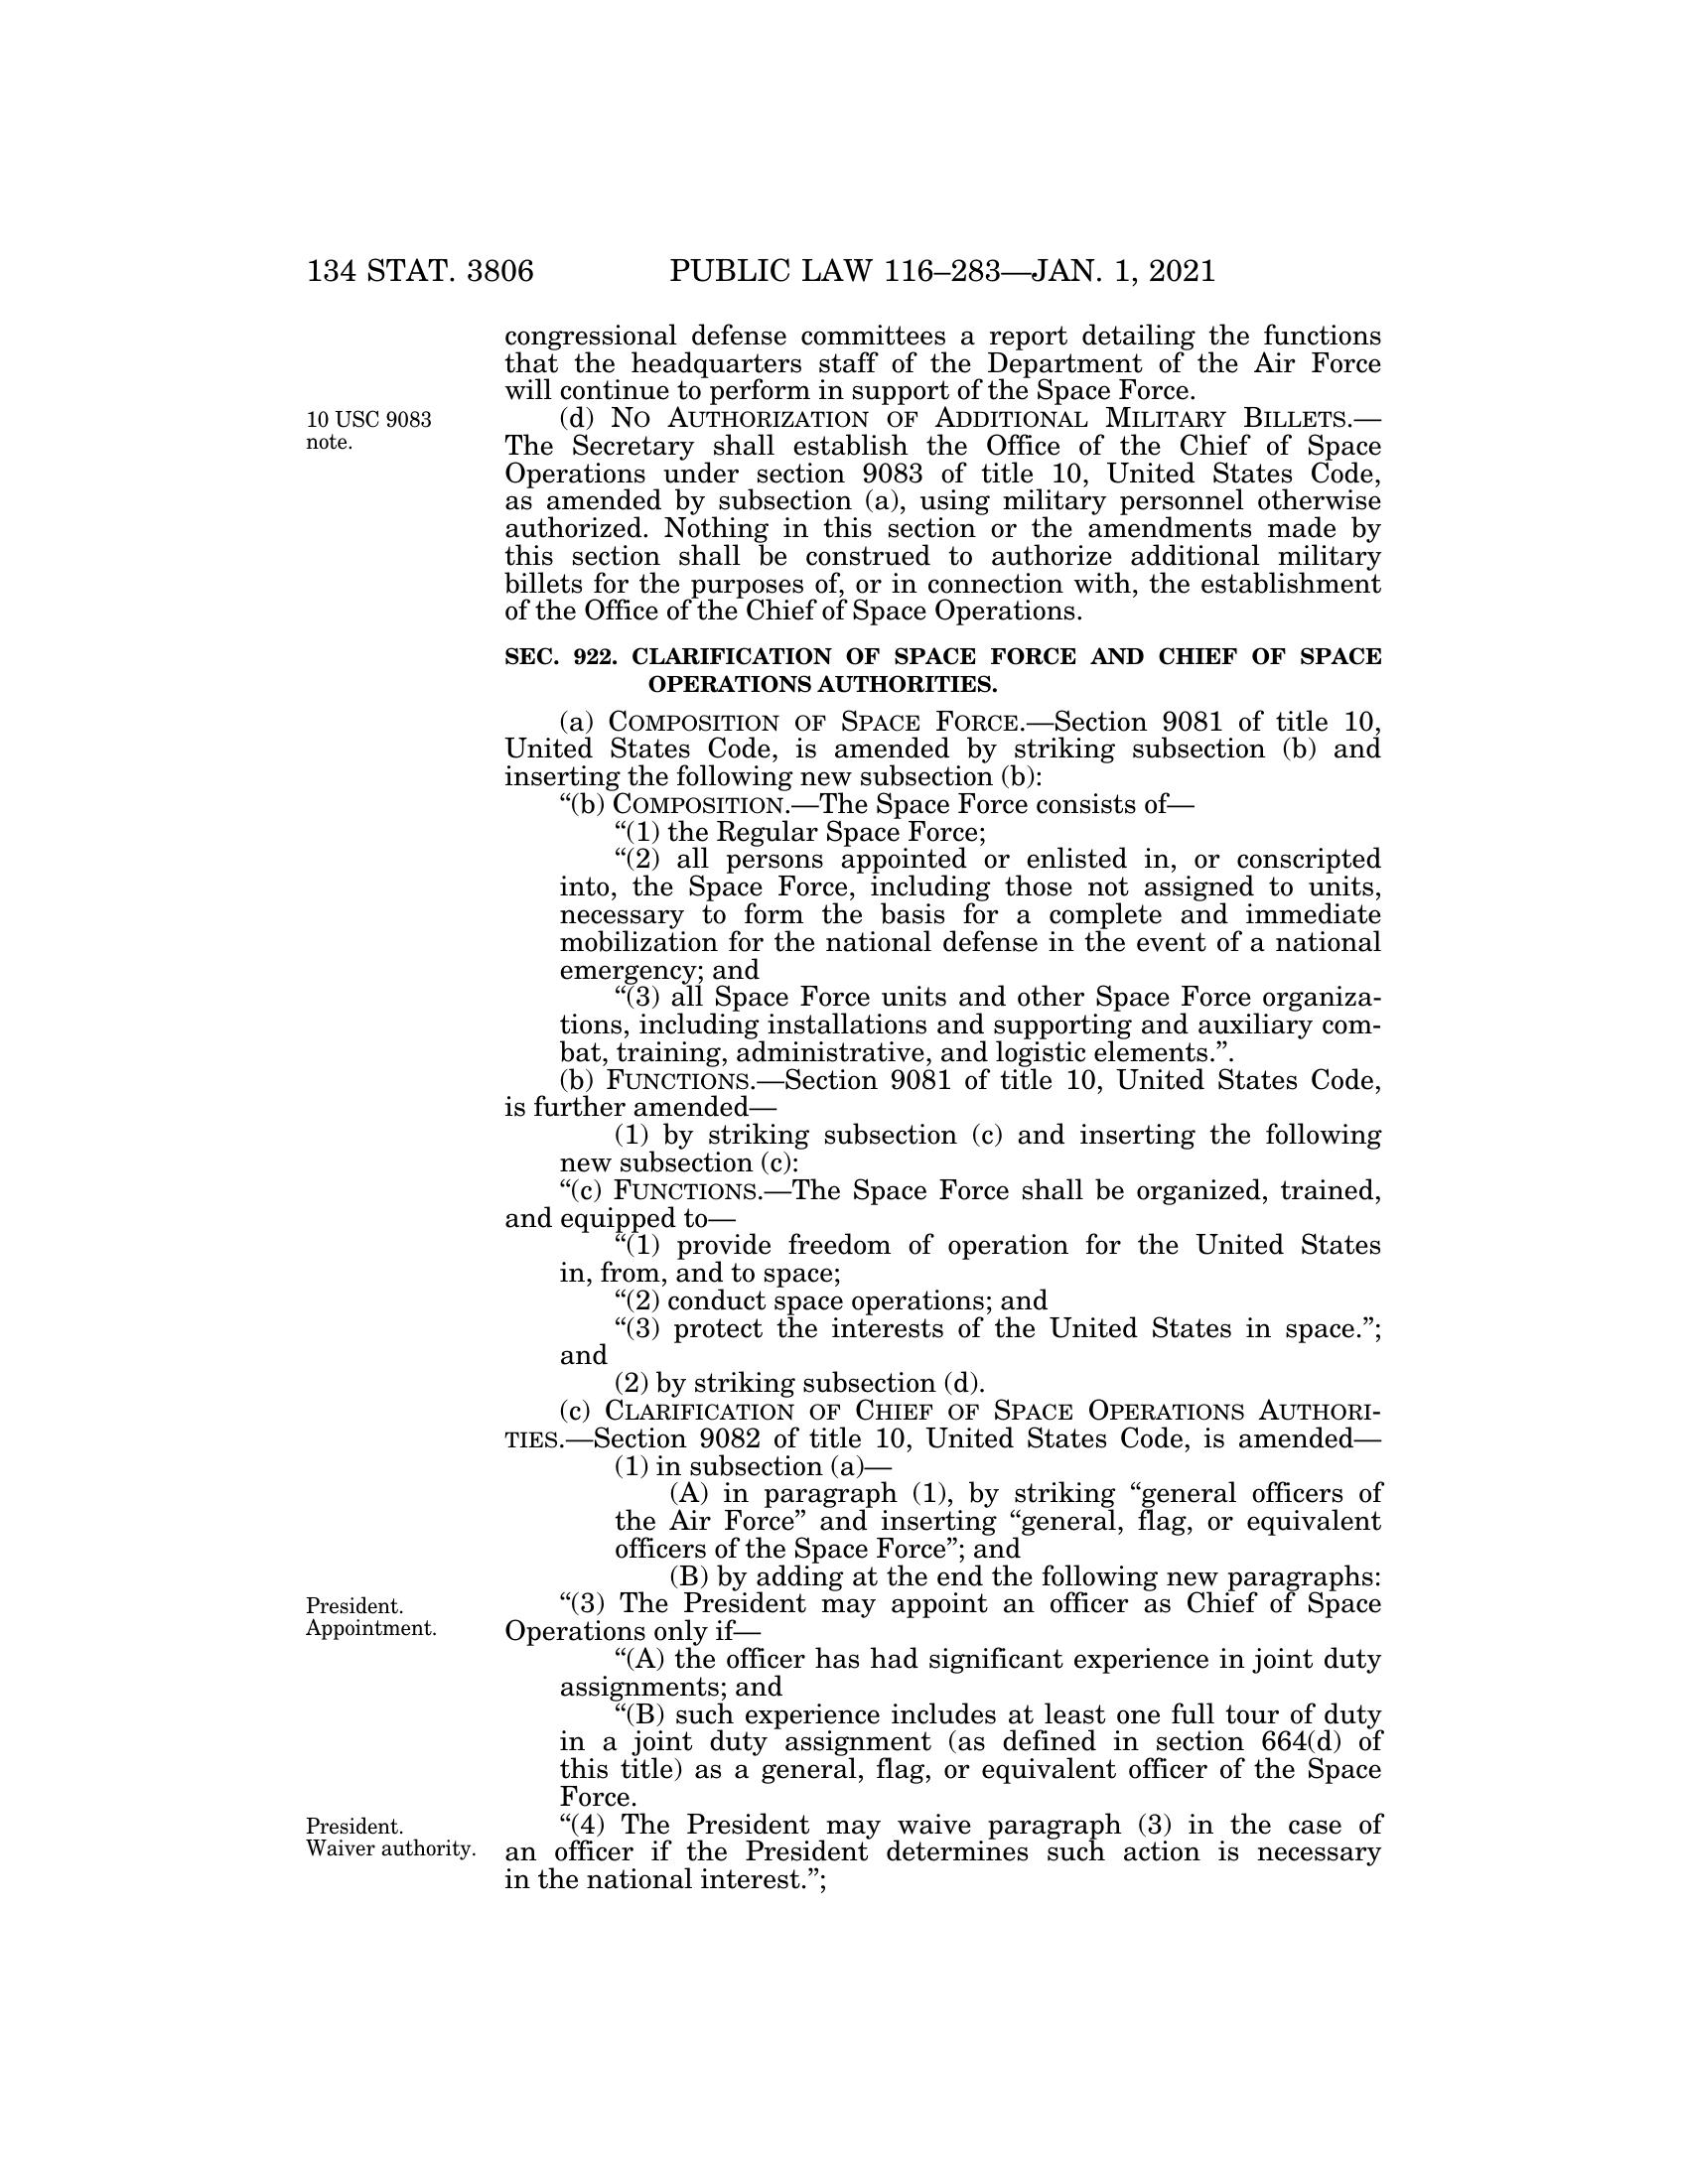 134 STAT. 3806
PUBLIC LAW 116–283—JAN. 1, 2021
congressional defense committees a report detailing the functions
that the headquarters staff of the Department of the Air Force
will continue to perform in support of the Space Force.
10 USC 9083
note.
(d) NO AUTHORIZATION OF ADDITIONAL MILITARY BILLETS.—
The Secretary shall establish the Office of the Chief of Space
Operations under section 9083 of title 10, United States Code,
as amended by subsection (a), using military personnel otherwise
authorized. Nothing in this section or the amendments made by
this section shall be construed to authorize additional military
billets for the purposes of, or in connection with, the establishment
of the Office of the Chief of Space Operations.
SEC. 922. CLARIFICATION OF SPACE FORCE AND CHIEF OF SPACE
OPERATIONS AUTHORITIES.
(a) COMPOSITION OF SPACE FORCE.—Section 9081 of title 10,
United States Code, is amended by striking subsection (b) and
inserting the following new subsection (b):
“(b) COMPOSITION.—The Space Force consists of—
“(1) the Regular Space Force;
“(2) all persons appointed or enlisted in, or conscripted
into, the Space Force, including those not assigned to units,
necessary to form the basis for a complete and immediate
mobilization for the national defense in the event of a national
emergency; and
“(3) all Space Force units and other Space Force organiza-
tions, including installations and supporting and auxiliary com-
bat, training, administrative, and logistic elements.”.
(b) FUNCTIONS.—Section 9081 of title 10, United States Code,
is further amended—
(1) by striking subsection (c) and inserting the following
new subsection (c):
“(c) FUNCTIONS.—The Space Force shall be organized, trained,
and equipped to—
“(1) provide freedom of operation for the United States
in, from, and to space;
“(2) conduct space operations; and
“(3) protect the interests of the United States in space.”;
and
(2) by striking subsection (d).
(c) CLARIFICATION OF CHIEF OF SPACE OPERATIONS AUTHORI-
TIES.—Section 9082 of title 10, United States Code, is amended—
(1) in subsection (a)—
(A) in paragraph (1), by striking “general officers of
the Air Force” and inserting “general, flag, or equivalent
officers of the Space Force”; and
(B) by adding at the end the following new paragraphs:
President.
Appointment.
“(3) The President may appoint an officer as Chief of Space
Operations only if—
“(A) the officer has had significant experience in joint duty
assignments; and
“(B) such experience includes at least one full tour of duty
in a joint duty assignment (as defined in section 664(d) of
this title) as a general, flag, or equivalent officer of the Space
Force.
President.
Waiver authority.
“(4) The President may waive paragraph (3) in the case of
an officer if the President determines such action is necessary
in the national interest.”;